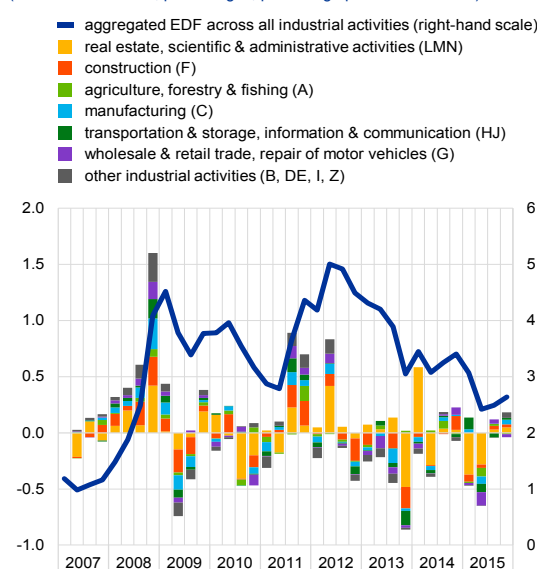 aggregated EDF across all industrial activities (right-hand scale)
real estate, scientific & administrative activities (LMN)
construction (F)
agriculture, forestry & fishing (A)
manufacturing (C)
transportation & storage, information & communication (HJ)
wholesale & retail trade, repair of motor vehicles (G)
other industrial activities (B, DE, I, Z)
2.0 6
1.5 5
1.0 4
0.5 3
0.0 2
-0.5 1
-1.0 0
2007 2008 2009 2010 2011 2012 2013 2014 2015